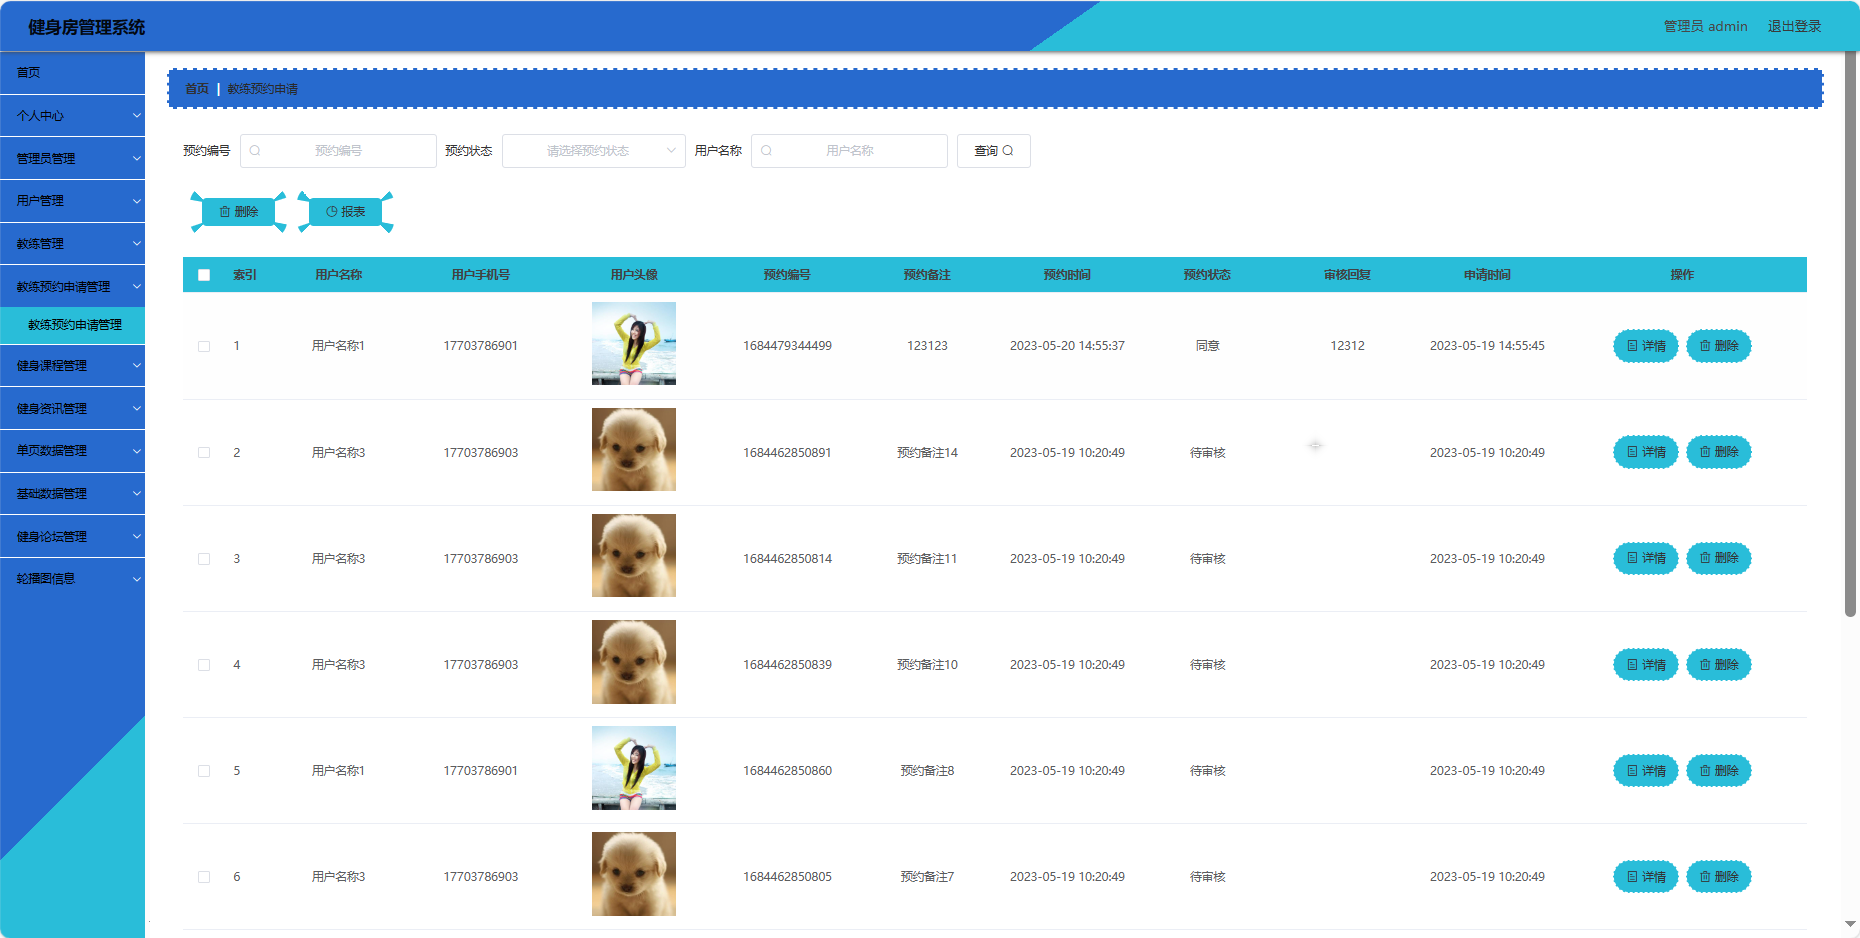 健身房管理系统
管理员 admin 退出登录
首页
个人中心
管理员管理
用户管理
教练管理
教练预约申请管理
教练预约申请管理
健身课程管理
健身资讯管理
单页数据管理
基础数据管理
健身论坛管理
轮播图信息
首页 | 教练预约申请
预约编号 预约编号 预约状态 请选择预约状态 用户名称 用户名称 查询
删除 报表
索引 用户名称 用户手机号 用户头像 预约编号 预约备注 预约时间 预约状态 审核回复 申请时间 操作
1 用户名称1 17703786901 1684479344499 123123 2023-05-20 14:55:37 同意 12312 2023-05-19 14:55:45 详情 删除
2 用户名称3 17703786903 1684462850891 预约备注14 2023-05-19 10:20:49 待审核 2023-05-19 10:20:49 详情 删除
3 用户名称3 17703786903 1684462850814 预约备注11 2023-05-19 10:20:49 待审核 2023-05-19 10:20:49 详情 删除
4 用户名称3 17703786903 1684462850839 预约备注10 2023-05-19 10:20:49 待审核 2023-05-19 10:20:49 详情 删除
5 用户名称1 17703786901 1684462850860 预约备注8 2023-05-19 10:20:49 待审核 2023-05-19 10:20:49 详情 删除
6 用户名称3 17703786903 1684462850805 预约备注7 2023-05-19 10:20:49 待审核 2023-05-19 10:20:49 详情 删除